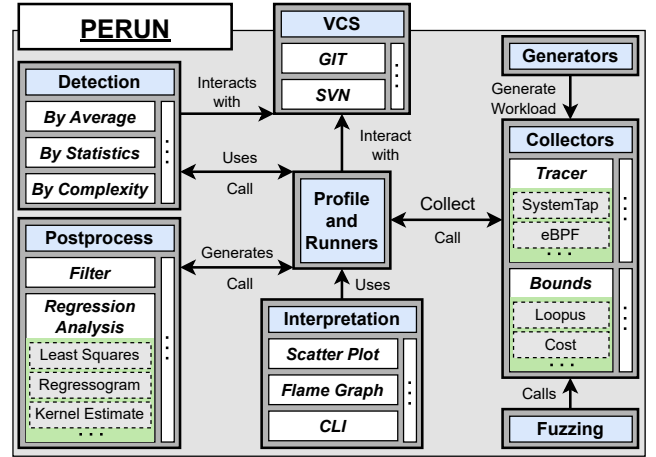 PERUN
VCS
GIT
SVN
Generators
Detection
By Average
By Statistics
By Complexity
Interacts
with
Generate
Workload
Interact
with
Uses
Call
Collectors
Tracer
SystemTap
eBPF
...
Bounds
Loopus
Cost
...
Profile
and
Runners
Collect
Call
Postprocess
Filter
Regression
Analysis
Least Squares
Regressogram
Kernel Estimate
...
Generates
Call
Uses
Interpretation
Scatter Plot
Flame Graph
CLI
Calls
Fuzzing